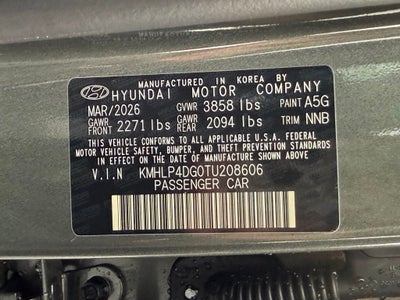 MANUFACTURED IN KOREA BY
HYUNDAI MOTOR COMPANY
MAR/2026 GVWR 3858 lbs PAINT A5G
GAWR FRONT 2271 lbs GAWR REAR 2094 lbs TRIM NNB
THIS VEHICLE CONFORMS TO ALL APPLICABLE U.S.A. FEDERAL
MOTOR VEHICLE SAFETY, BUMPER, AND THEFT PREVENTION
STANDARDS IN EFFECT ON THE DATE OF MANUFACTURE SHOWN ABOVE.
V.I.N KMHLP4DG0TU208606
PASSENGER CAR